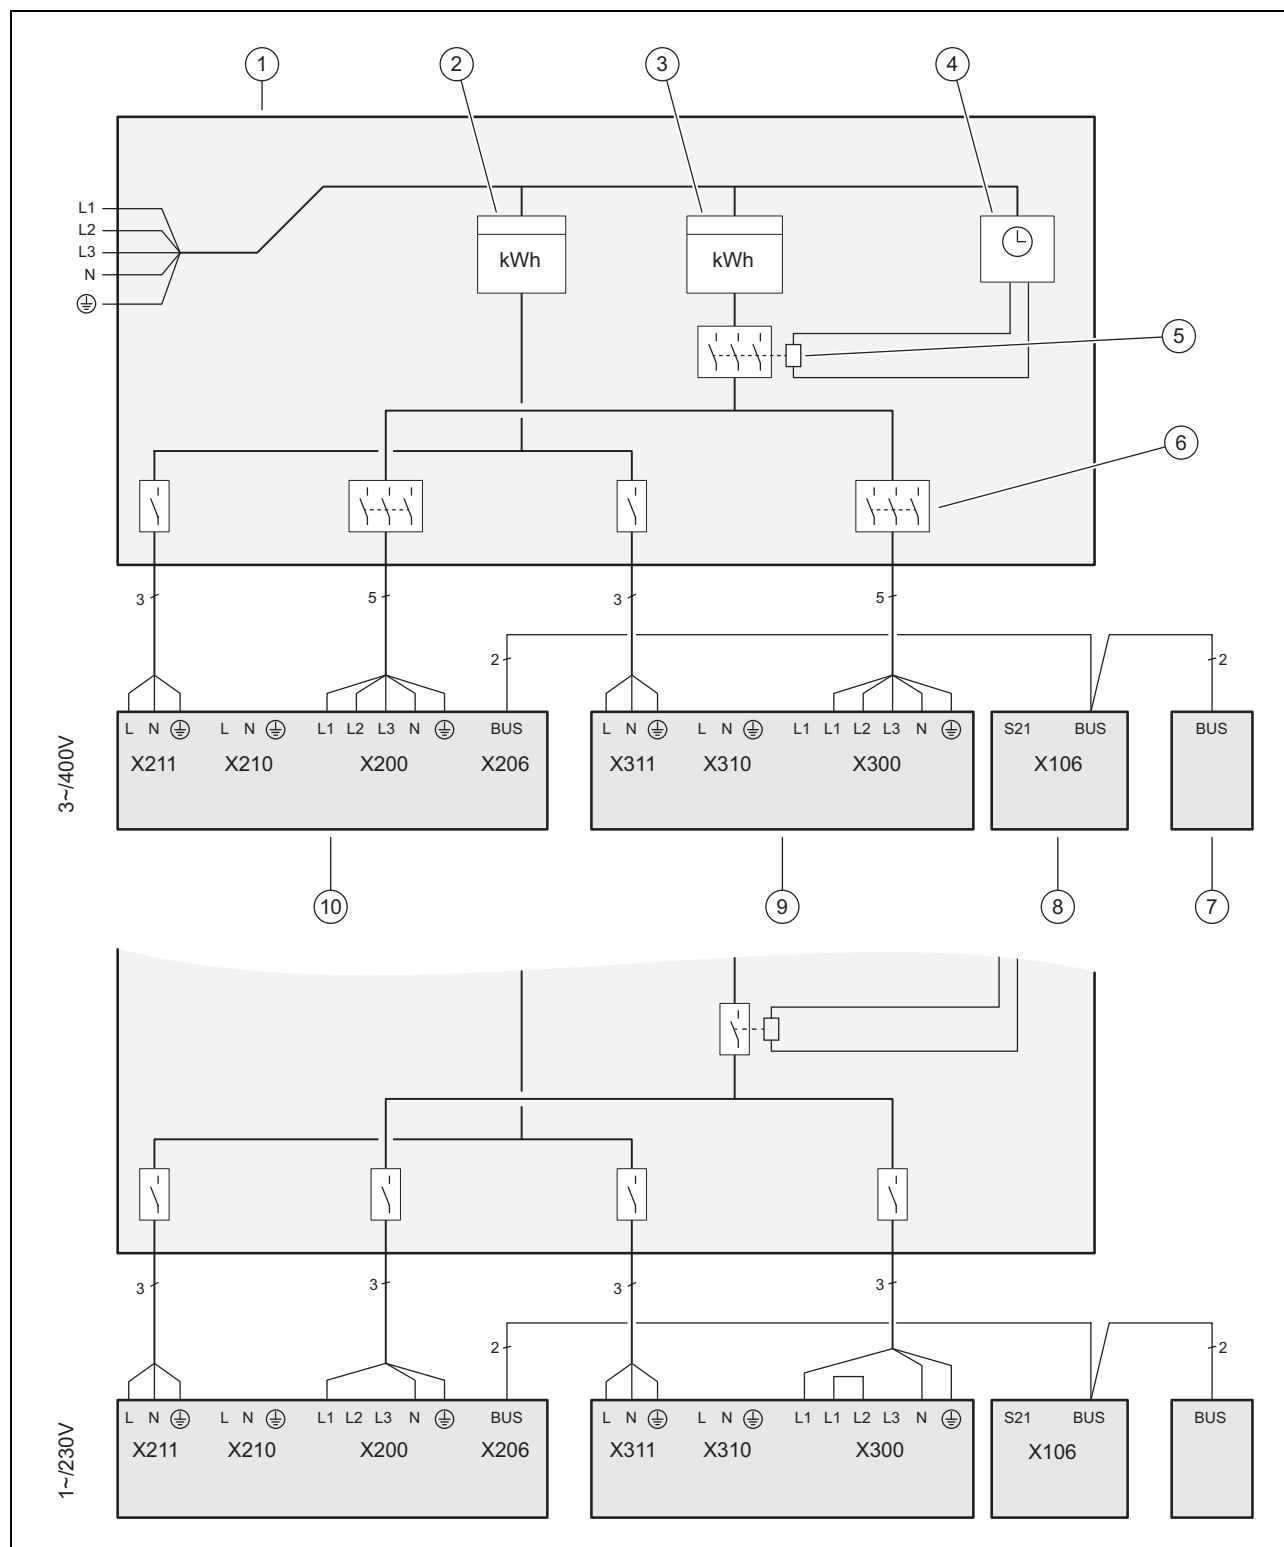 1 2 3 4
L1
L2
L3
N
kWh kWh
5
6
3 5 3 5
2 2
L N L N L1 L2 L3 N BUS L N L N L1 L1 L2 L3 N S21 BUS BUS
X211 X210 X200 X206 X311 X310 X300 X106
3~/400V
10 9 8 7
3 3 3 3
2 2
L N L N L1 L2 L3 N BUS L N L N L1 L1 L2 L3 N S21 BUS BUS
X211 X210 X200 X206 X311 X310 X300 X106
1~/230V